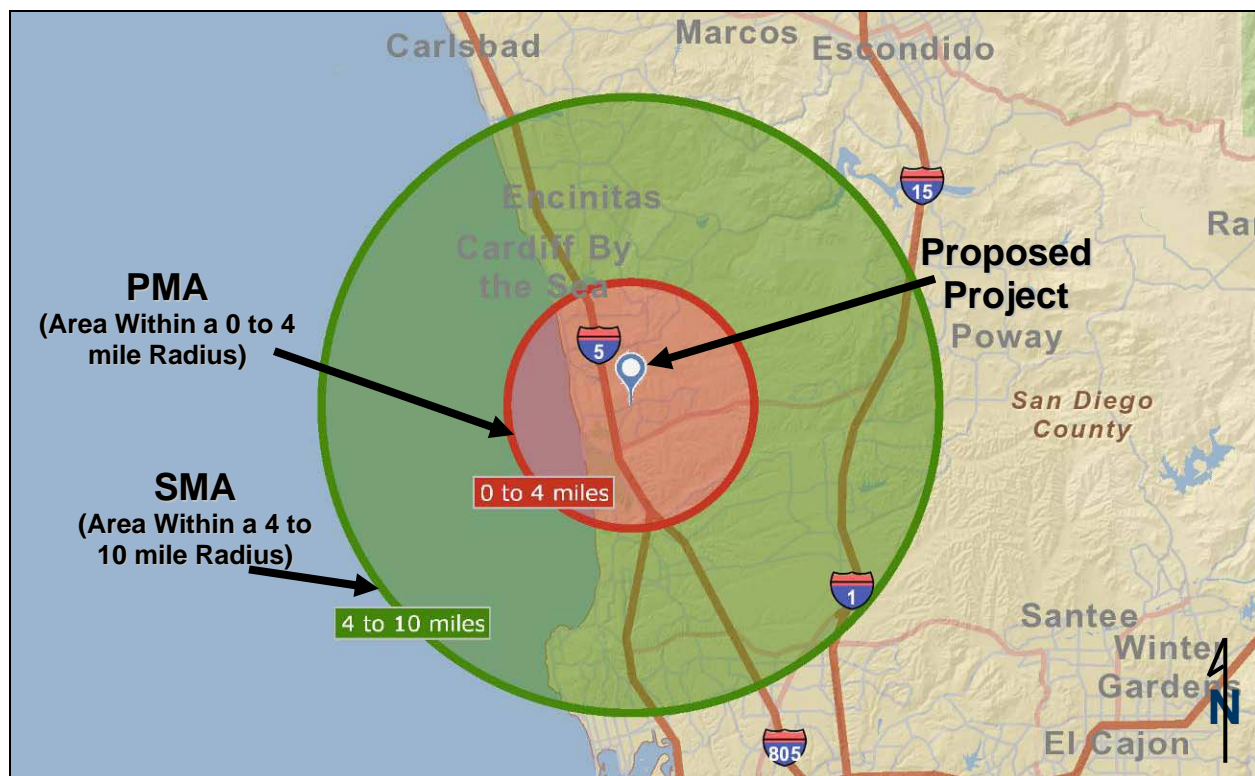 Carlsbad
Marcos
Escondido
15
Encinitas
Ra
Cardiff By
the Sea
Proposed
Project
PMA
(Area Within a 0 to 4
mile Radius)
5
Poway
San Diego
County
0 to 4 miles
SMA
(Area Within a 4 to
10 mile Radius)
1
4 to 10 miles
Santee
Winter
Gardens
N
El Cajon
805